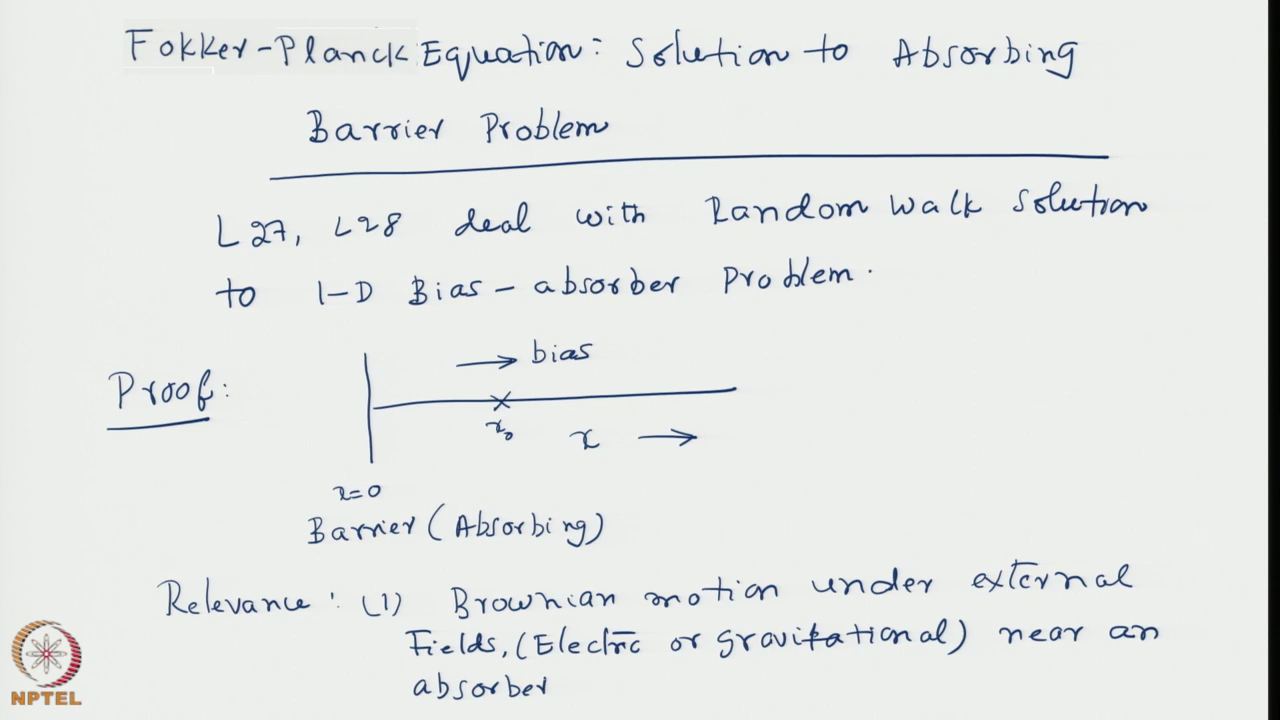 Fokker-Planck Equation: Solution to Absorbing
Barrier Problem
L27, L28 deal with Random Walk Solution
to 1-D Bias-absorber Problem.
Proof:
bias
x₀
x
x=0
Barrier (Absorbing)
Relevance: (1) Brownian motion under external
Fields, (Electric or gravitational) near an
absorber
NPTEL